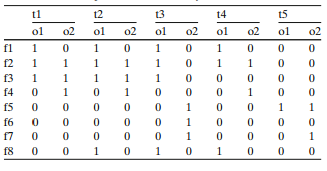 t1 t2 t3 t4 t5
o1 o2 o1 o2 o1 o2 o1 o2 o1 o2
f1 1 0 1 0 1 0 1 0 0 0
f2 1 1 1 1 1 0 1 1 0 0
f3 1 1 1 1 1 0 0 0 0 0
f4 0 1 0 1 0 0 0 1 0 0
f5 0 0 0 0 0 1 0 0 1 1
f6 0 0 0 0 0 1 0 0 0 0
f7 0 0 0 0 0 1 0 0 0 1
f8 0 0 1 0 1 0 1 0 0 0